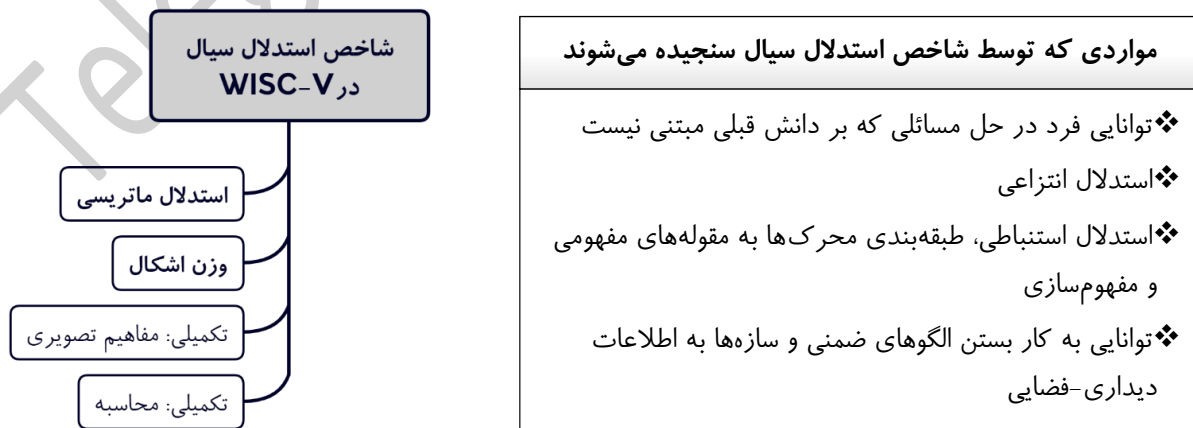 مواردی که توسط شاخص استدلال سیال سنجیده می‌شوند
❖توانایی فرد در حل مسائلی که بر دانش قبلی مبتنی نیست
❖استدلال انتزاعی
❖استدلال استنباطی، طبقه‌بندی محرک‌ها به مقوله‌های مفهومی
و مفهوم‌سازی
❖توانایی به کار بستن الگوهای ضمنی و سازه‌ها به اطلاعات
دیداری-فضایی
شاخص استدلال سیال
در WISC-V
استدلال ماتریسی
وزن اشکال
تکمیلی: مفاهیم تصویری
تکمیلی: محاسبه